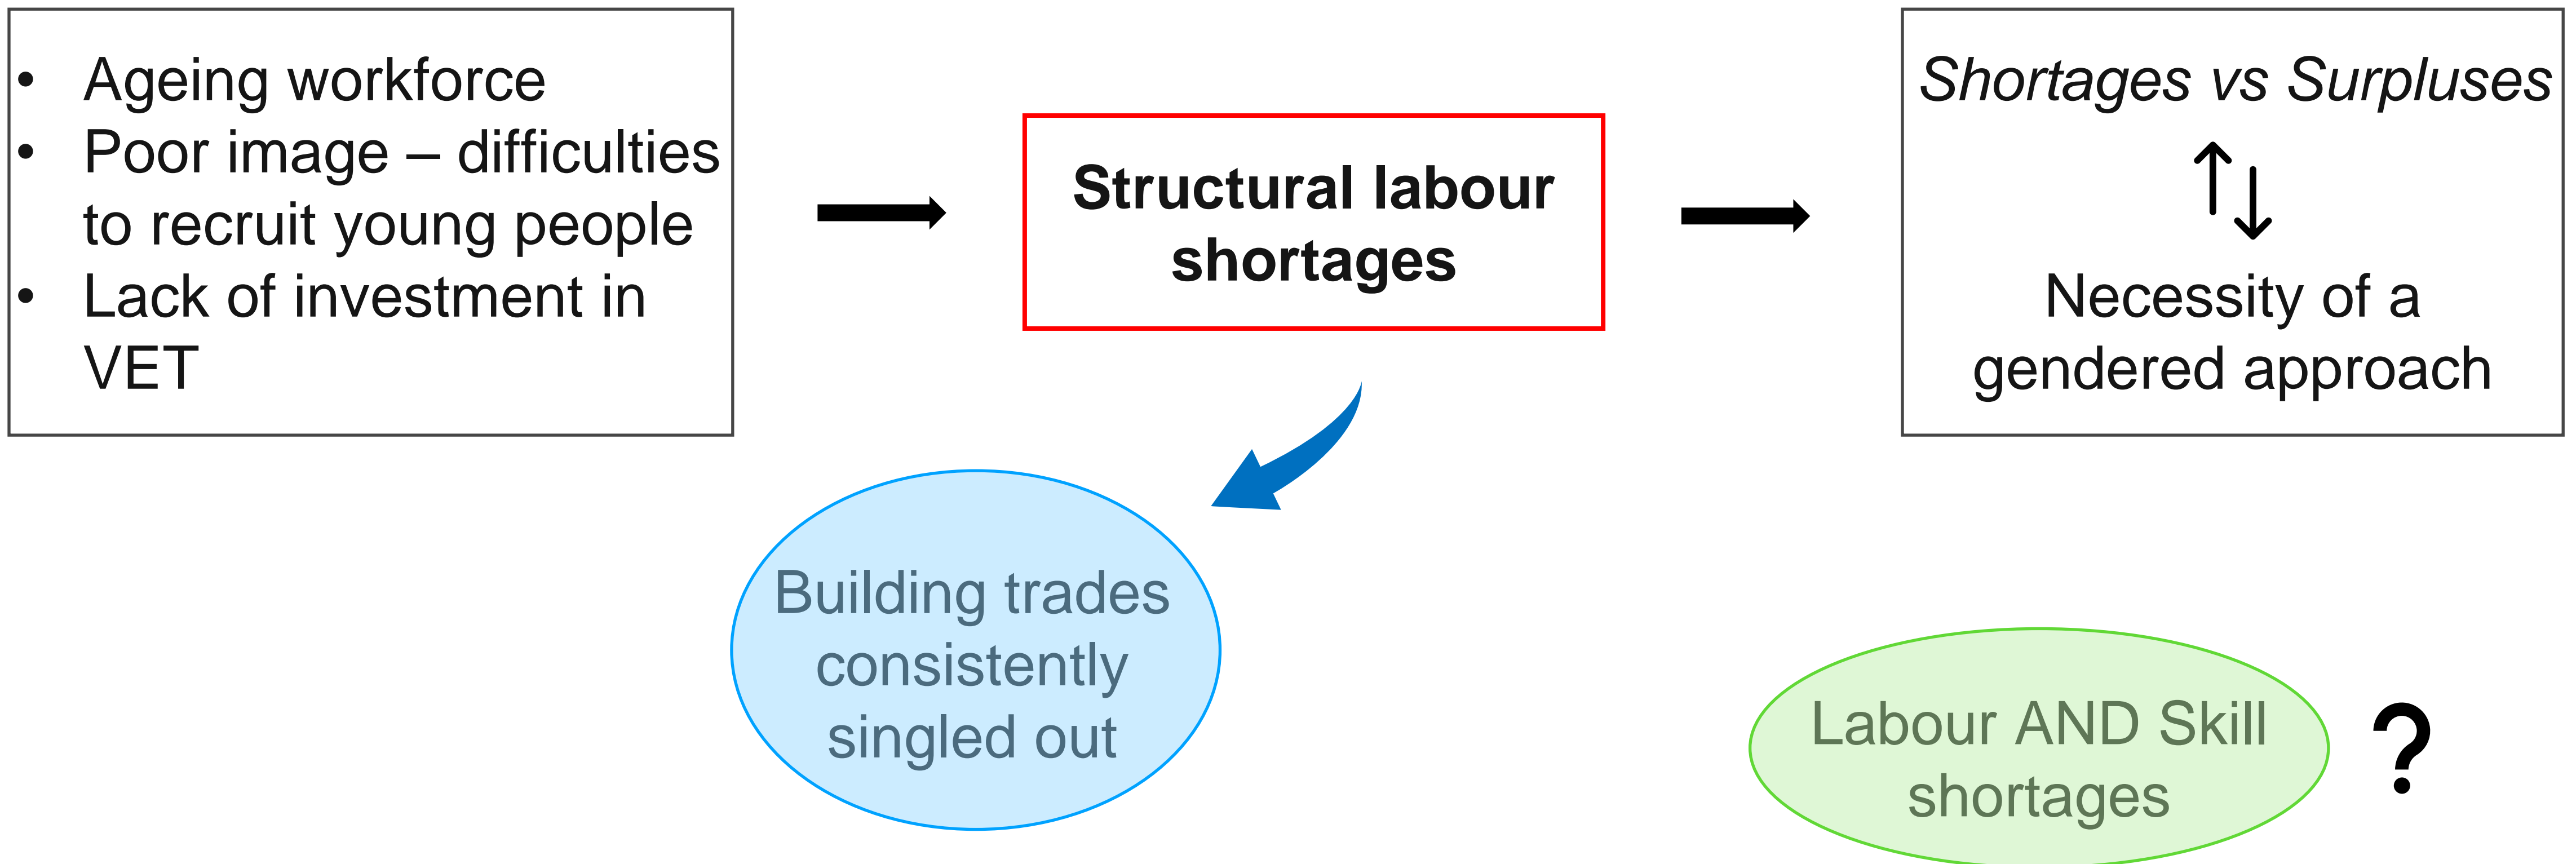 • Ageing workforce
• Poor image – difficulties
to recruit young people
• Lack of investment in
VET
Structural labour
shortages
Shortages vs Surpluses
Necessity of a
gendered approach
Building trades
consistently
singled out
Labour AND Skill
shortages
?